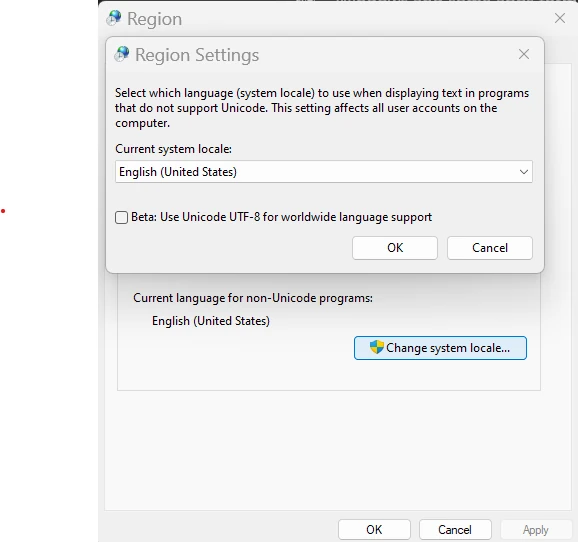 Region
Region Settings
Select which language (system locale) to use when displaying text in programs
that do not support Unicode. This setting affects all user accounts on the
computer.
Current system locale:
English (United States)
Beta: Use Unicode UTF-8 for worldwide language support
OK
Cancel
Current language for non-Unicode programs:
English (United States)
Change system locale...
OK
Cancel
Apply